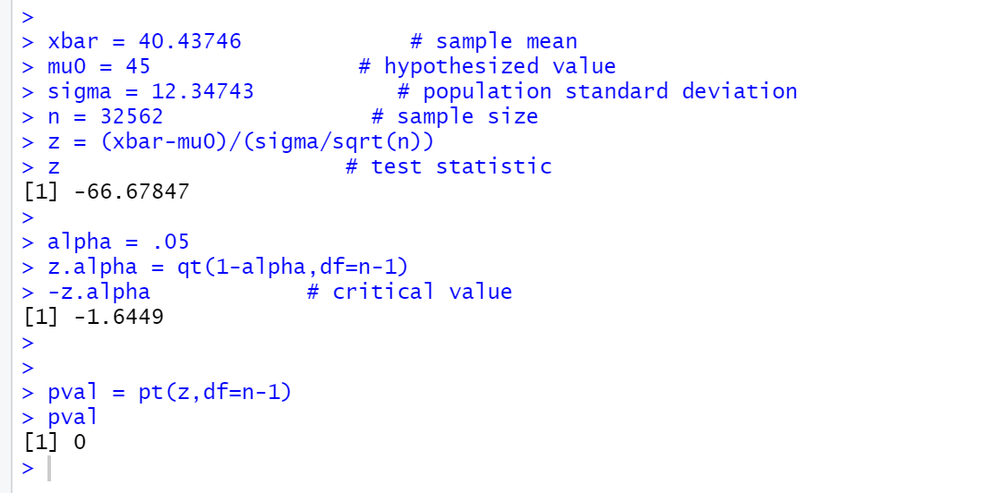 >
> xbar = 40.43746             # sample mean
> mu0 = 45                # hypothesized value
> sigma = 12.34743           # population standard deviation
> n = 32562                # sample size
> z = (xbar-mu0)/(sigma/sqrt(n))
> z                      # test statistic
[1] -66.67847
>
> alpha = .05
> z.alpha = qt(1-alpha,df=n-1)
> -z.alpha            # critical value
[1] -1.6449
>
>
> pval = pt(z,df=n-1)
> pval
[1] 0
>